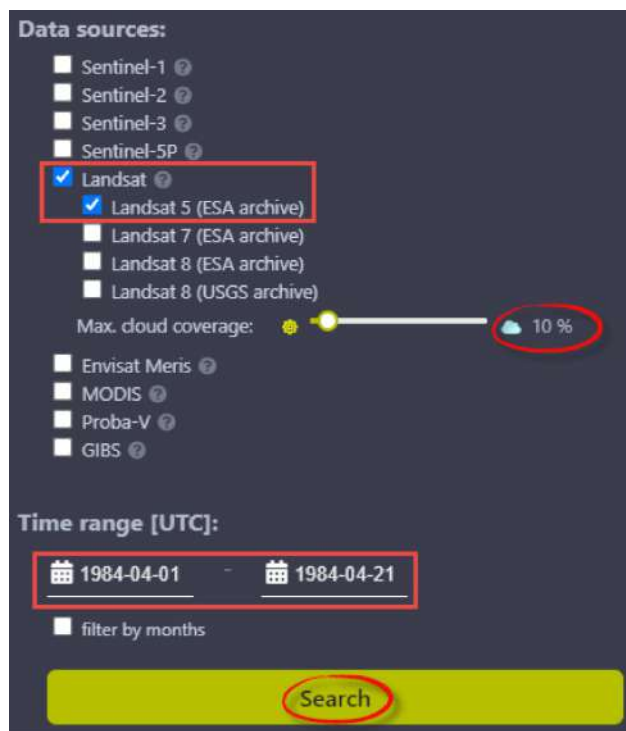 Data sources:
Sentinel-1
Sentinel-2
Sentinel-3
Sentinel-5P
Landsat
Landsat 5 (ESA archive)
Landsat 7 (ESA archive)
Landsat 8 (ESA archive)
Landsat 8 (USGS archive)
Max. cloud coverage: 10 %
Envisat Meris
MODIS
Proba-V
GIBS
Time range [UTC]:
1984-04-01 - 1984-04-21
filter by months
Search